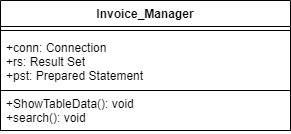 Invoice_Manager
+conn: Connection
+rs: Result Set
+pst: Prepared Statement
+ShowTableData(): void
+search(): void